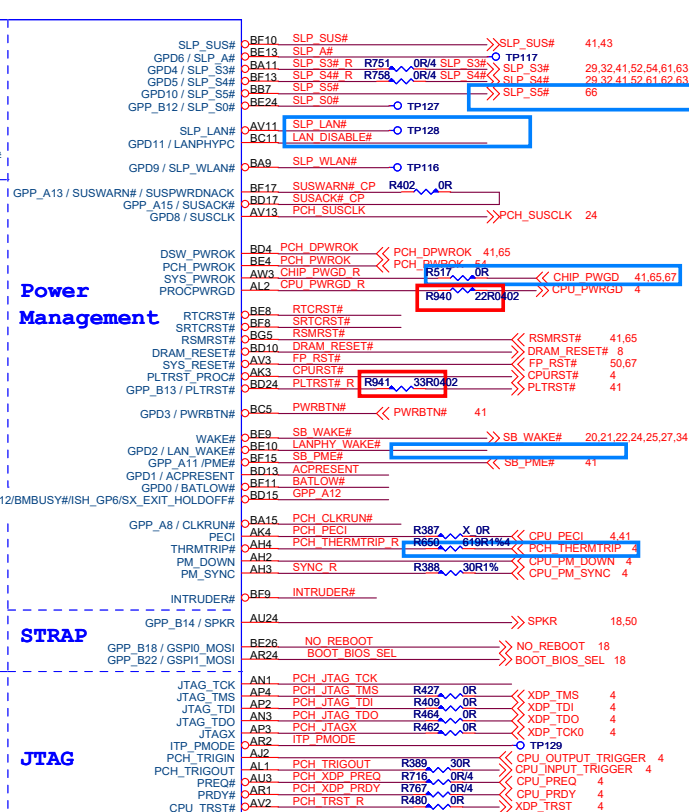 SLP_SUS# BF10 SLP_SUS# SLP_SUS# 41,43
GPD6 / SLP_A# BE13 SLP_A# TP117
GPD4 / SLP_S3# BA11 SLP_S3#_R R751 0R/4 SLP_S3# SLP_S3# 29,32,41,52,54,61,63
GPD5 / SLP_S4# BF13 SLP_S4#_R R758 0R/4 SLP_S4# SLP_S4# 29,32,41,52,61,62,63
GPD10 / SLP_S5# BB7 SLP_S5# SLP_S5# 66
GPP_B12 / SLP_S0# BE24 SLP_S0# TP127
SLP_LAN# AV11 SLP_LAN# TP128
GPD11 / LANPHYPC BC11 LAN_DISABLE#
GPD9 / SLP_WLAN# BA9 SLP_WLAN# TP116
GPP_A13 / SUSWARN# / SUSPWRDNACK BF17 SUSWARN#_CP R402 0R
GPP_A15 / SUSACK# BD17 SUSACK#_CP
GPD8 / SUSCLK AV13 PCH_SUSCLK PCH_SUSCLK 24
DSW_PWROK BD4 PCH_DPWROK PCH_DPWROK 41,65
PCH_PWROK BE4 PCH_PWROK PCH_PWROK 54
SYS_PWROK AW3 CHIP_PWGD_R R517 0R CHIP_PWGD 41,65,67
PROCPWRGD AL2 CPU_PWRGD_R R940 22R0402 CPU_PWRGD 4
Power
Management
RTCRST# BE8 RTCRST#
SRTCRST# BF8 SRTCRST#
RSMRST# BG5 RSMRST# RSMRST# 41,65
DRAM_RESET# BD10 DRAM_RESET# DRAM_RESET# 8
SYS_RESET# AV3 FP_RST# FP_RST# 50,67
PLTRST_PROC# AK3 CPURST# CPURST# 4
GPP_B13 / PLTRST# BD24 PLTRST#_R R941 33R0402 PLTRST# 41
GPD3 / PWRBTN# BC5 PWRBTN# PWRBTN# 41
WAKE# BE9 SB_WAKE# SB_WAKE# 20,21,22,24,25,27,34
GPD2 / LAN_WAKE# BE10 LANPHY_WAKE#
GPP_A11 /PME# BF15 SB_PME# SB_PME# 41
GPD1 / ACPRESENT BD13 ACPRESENT
GPD0 / BATLOW# BF11 BATLOW#
12/BMBUSY#/ISH_GP6/SX_EXIT_HOLDOFF# BD15 GPP_A12
GPP_A8 / CLKRUN# BA15 PCH_CLKRUN#
PECI AK4 PCH_PECI R387 X_0R CPU_PECI 4,41
THRMTRIP# AH4 PCH_THERMTRIP_R R650 619R1%4 PCH_THERMTRIP 4
PM_DOWN AH2 CPU_PM_DOWN 4
PM_SYNC AH3 SYNC_R R388 30R1% CPU_PM_SYNC 4
INTRUDER# BF9 INTRUDER#
GPP_B14 / SPKR AU24 SPKR 18,50
STRAP
GPP_B18 / GSPI0_MOSI BE26 NO_REBOOT NO_REBOOT 18
GPP_B22 / GSPI1_MOSI AR24 BOOT_BIOS_SEL BOOT_BIOS_SEL 18
JTAG_TCK AN1 PCH_JTAG_TCK
JTAG_TMS AP4 PCH_JTAG_TMS R427 0R XDP_TMS 4
JTAG_TDI AP2 PCH_JTAG_TDI R409 0R XDP_TDI 4
JTAG_TDO AN3 PCH_JTAG_TDO R464 0R XDP_TDO 4
JTAGX AP3 PCH_JTAGX R462 0R XDP_TCK0 4
ITP_PMODE AR2 ITP_PMODE TP129
JTAG
PCH_TRIGIN AJ2 CPU_OUTPUT_TRIGGER 4
PCH_TRIGOUT AL1 PCH_TRIGOUT R389 30R CPU_INPUT_TRIGGER 4
PREQ# AU3 PCH_XDP_PREQ R716 0R/4 CPU_PREQ 4
PRDY# AR1 PCH_XDP_PRDY R767 0R/4 CPU_PRDY 4
CPU_TRST# AV2 PCH_TRST_R R480 0R XDP_TRST 4